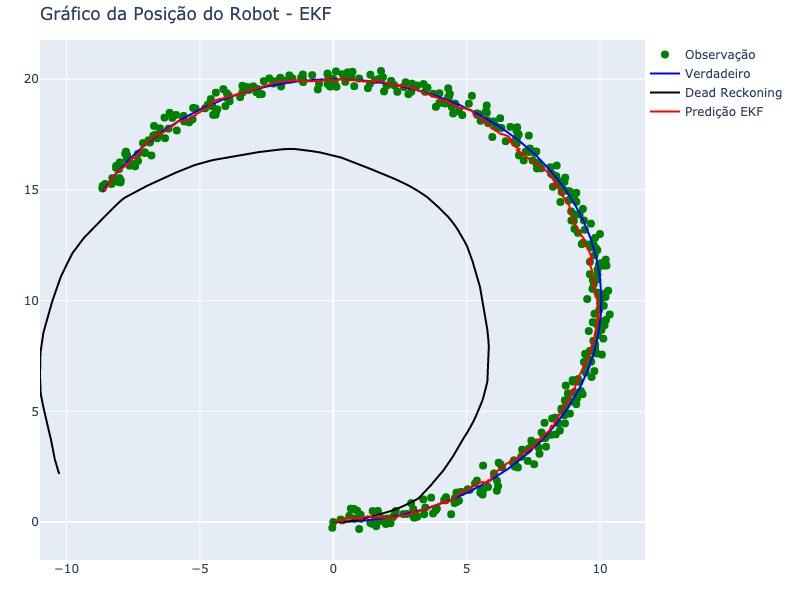 Gráfico da Posição do Robot - EKF
Observação
Verdadeiro
Dead Reckoning
Predição EKF
20
15
10
5
0
−10
−5
0
5
10